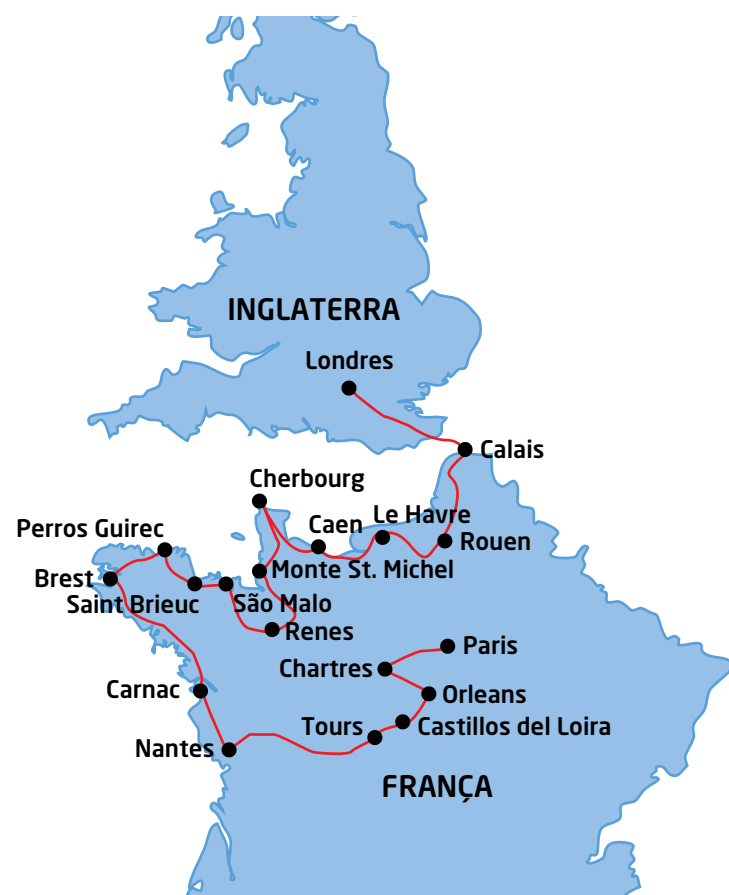 INGLATERRA
Londres
Calais
Cherbourg
Le Havre
Caen
Perros Guirec
Rouen
Monte St. Michel
Brest
Saint Brieuc
São Malo
Renes
Paris
Chartres
Carnac
Orleans
Tours
Castillos del Loira
Nantes
FRANÇA